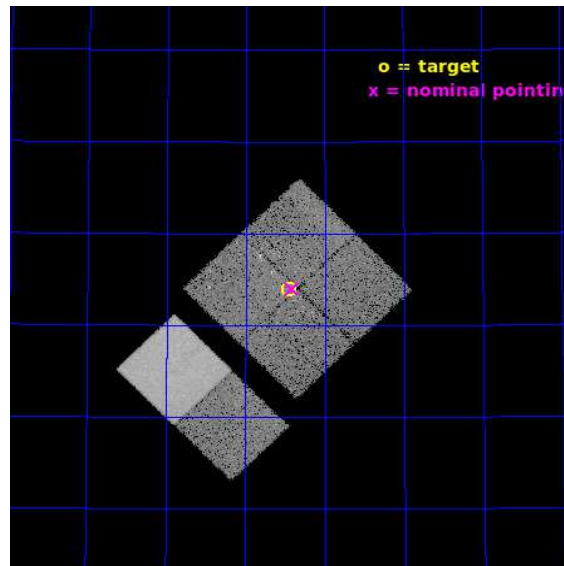 o = target
x = nominal pointin